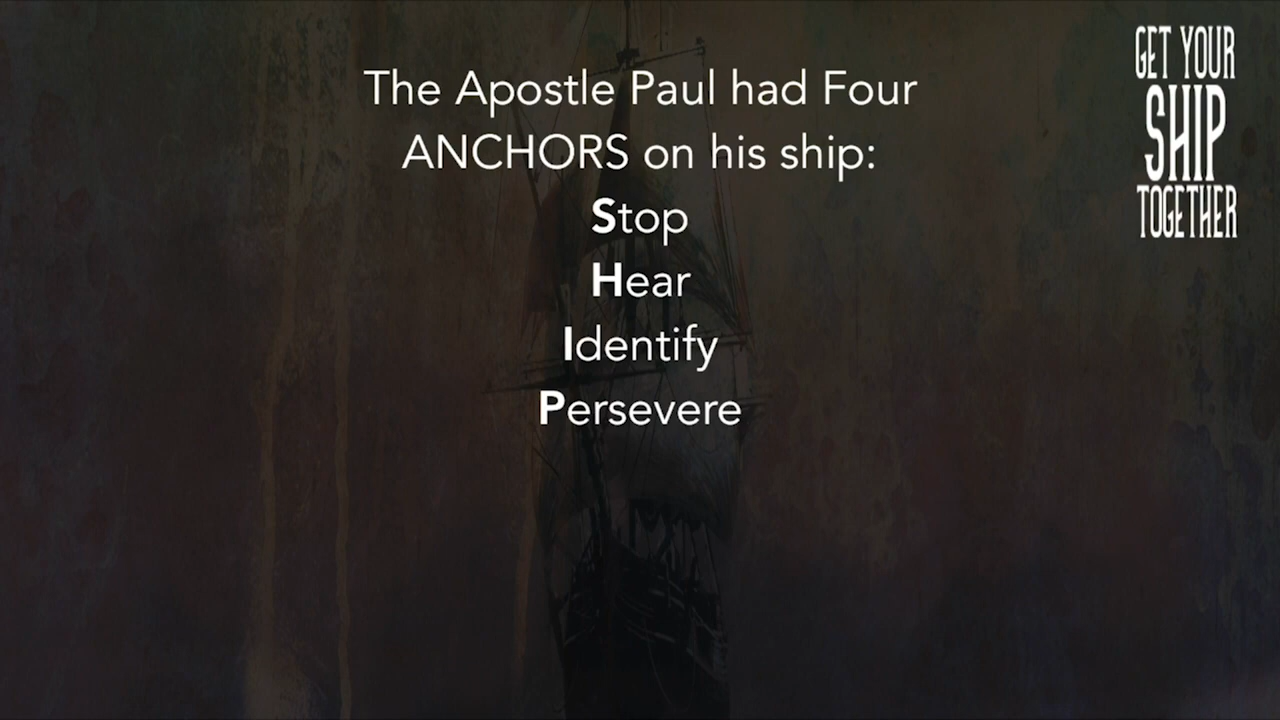 The Apostle Paul had Four
ANCHORS on his ship:
Stop
Hear
Identify
Persevere
GET YOUR
SHIP
TOGETHER